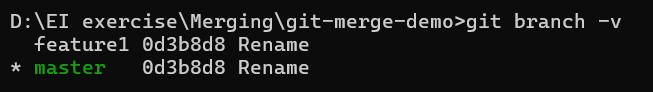 D:\EI exercise\Merging\git-merge-demo>git branch -v
  feature1 0d3b8d8 Rename
* master   0d3b8d8 Rename